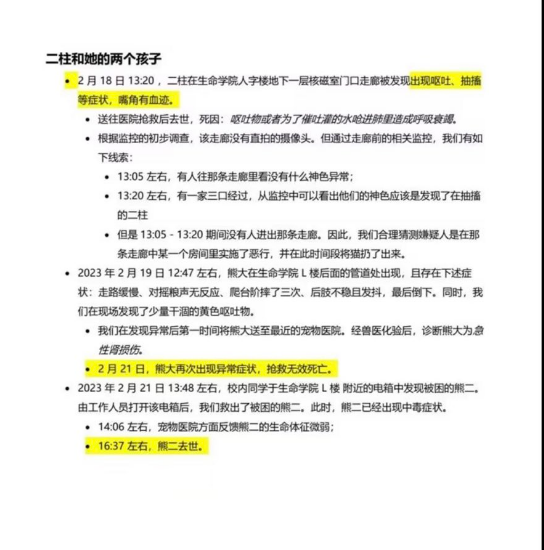 二柱和她的两个孩子
• 2 月 18 日 13:20 ，二柱在生命学院人字楼地下一层核磁室门口走廊被发现出现呕吐、抽搐
等症状，嘴角有血迹。
• 送往医院抢救后去世，死因：呕吐物或者为了催吐灌的水呛进肺里造成呼吸衰竭。
• 根据监控的初步调查，该走廊没有直拍的摄像头。但通过走廊前的相关监控，我们有如
下线索：
• 13:05 左右，有人往那条走廊里看没有什么神色异常；
• 13:20 左右，有一家三口经过，从监控中可以看出他们的神色应该是发现了在抽搐
的二柱
• 但是 13:05 - 13:20 期间没有人进出那条走廊。因此，我们合理猜测嫌疑人是在那
条走廊中某一个房间里实施了恶行，并在此时间段将猫扔了出来。
• 2023 年 2 月 19 日 12:47 左右，熊大在生命学院 L 楼后面的管道处出现，且存在下述症
状：走路缓慢、对摇粮声无反应、爬台阶摔了三次、后肢不稳且发抖，最后倒下。同时，我
们在现场发现了少量干涸的黄色呕吐物。
• 我们在发现异常后第一时间将熊大送至最近的宠物医院。经兽医化验后，诊断熊大为急
性肾损伤。
• 2 月 21 日，熊大再次出现异常症状，抢救无效死亡。
• 2023 年 2 月 21 日 13:48 左右，校内同学于生命学院 L 楼 附近的电箱中发现被困的熊二。
由工作人员打开该电箱后，我们救出了被困的熊二。此时，熊二已经出现中毒症状。
• 14:06 左右，宠物医院方面反馈熊二的生命体征微弱；
• 16:37 左右，熊二去世。